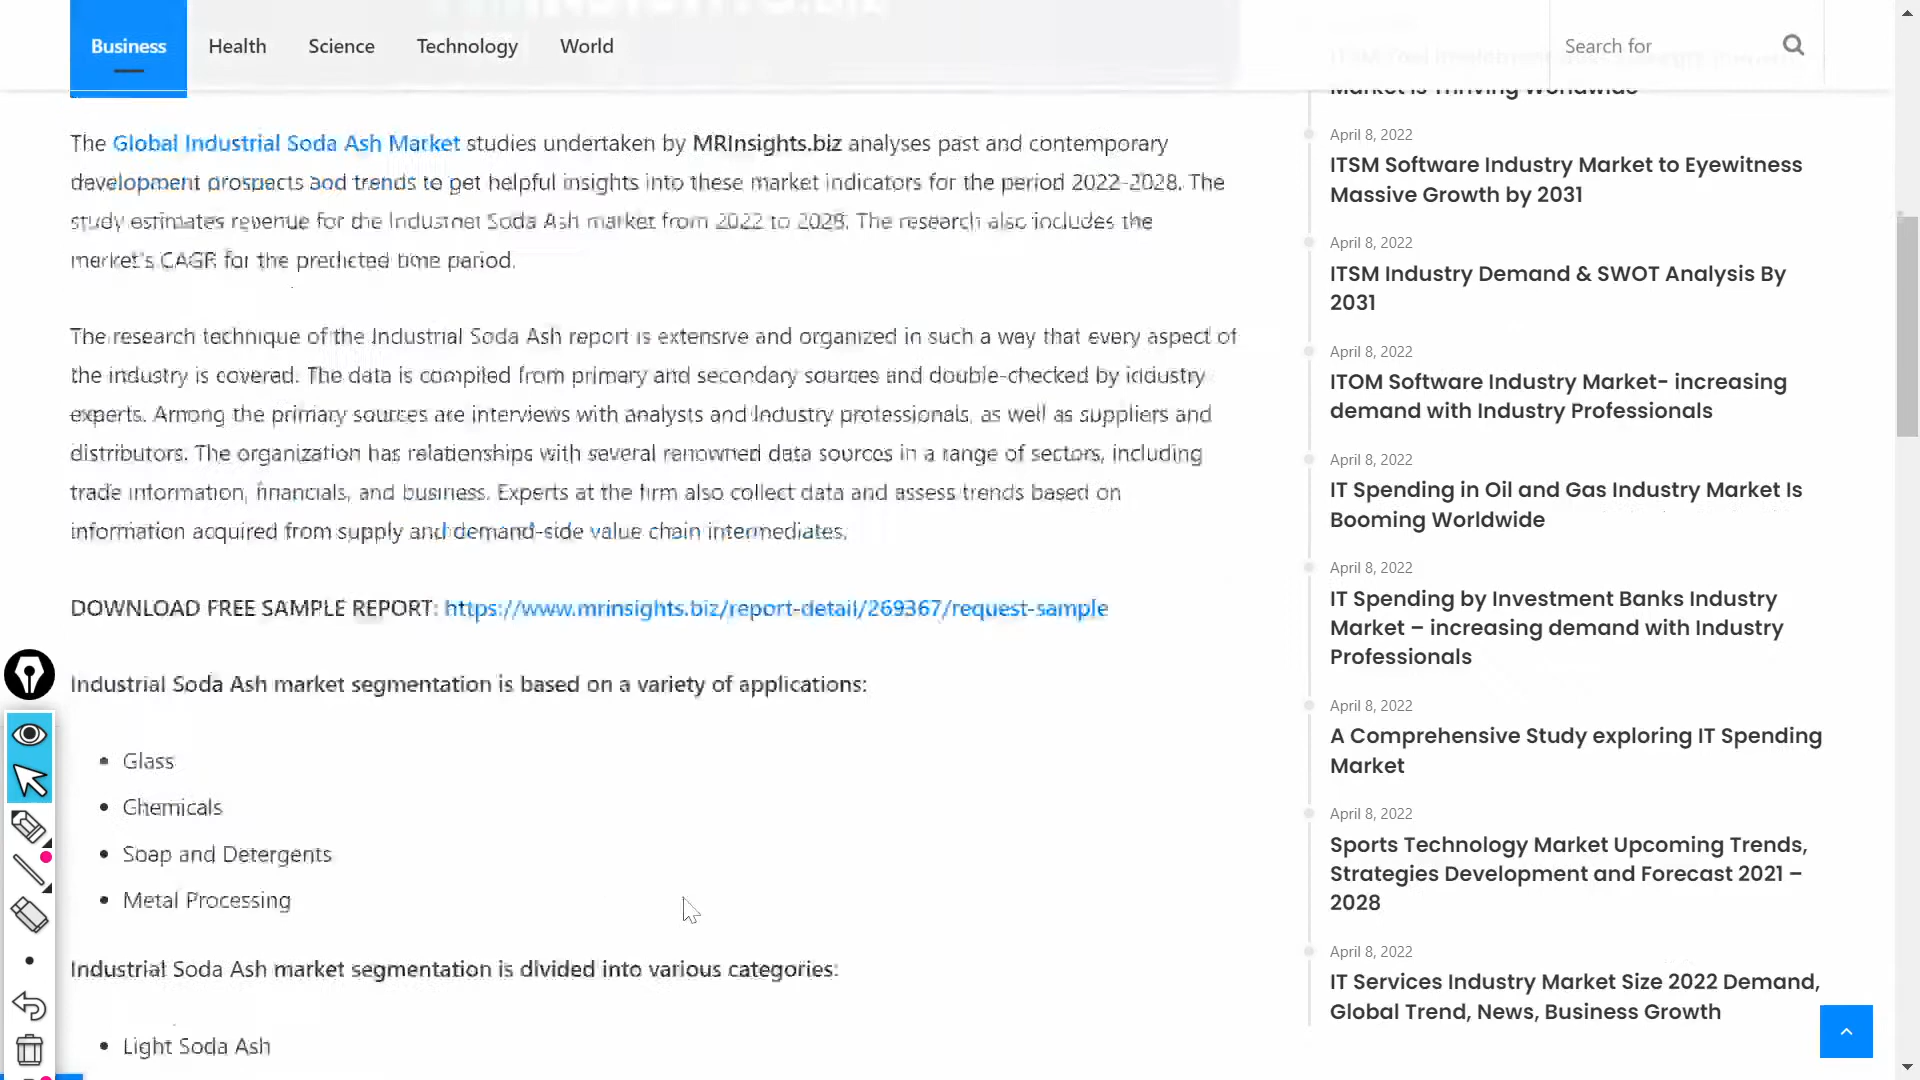 Business Health Science Technology World
Search for
The Global Industrial Soda Ash Market studies undertaken by MRInsights.biz analyses past and contemporary
development prospects and trends to get helpful insights into these market indicators for the period 2022-2028. The
study estimates revenue for the Industrial Soda Ash market from 2022 to 2028. The research also includes the
market's CAGR for the predicted time period.
The research technique of the Industrial Soda Ash report is extensive and organized in such a way that every aspect of
the industry is covered. The data is compiled from primary and secondary sources and double-checked by industry
experts. Among the primary sources are interviews with analysts and industry professionals, as well as suppliers and
distributors. The organization has relationships with several renowned data sources in a range of sectors, including
trade information, financials, and business. Experts at the firm also collect data and assess trends based on
information acquired from supply and demand-side value chain intermediates.
DOWNLOAD FREE SAMPLE REPORT: https://www.mrinsights.biz/report-detail/269367/request-sample
Industrial Soda Ash market segmentation is based on a variety of applications:
Glass
Chemicals
Soap and Detergents
Metal Processing
Industrial Soda Ash market segmentation is divided into various categories:
Light Soda Ash
Market is Thriving Worldwide
April 8, 2022
ITSM Software Industry Market to Eyewitness
Massive Growth by 2031
April 8, 2022
ITSM Industry Demand & SWOT Analysis By
2031
April 8, 2022
ITOM Software Industry Market- increasing
demand with Industry Professionals
April 8, 2022
IT Spending in Oil and Gas Industry Market Is
Booming Worldwide
April 8, 2022
IT Spending by Investment Banks Industry
Market – increasing demand with Industry
Professionals
April 8, 2022
A Comprehensive Study exploring IT Spending
Market
April 8, 2022
Sports Technology Market Upcoming Trends,
Strategies Development and Forecast 2021 –
2028
April 8, 2022
IT Services Industry Market Size 2022 Demand,
Global Trend, News, Business Growth